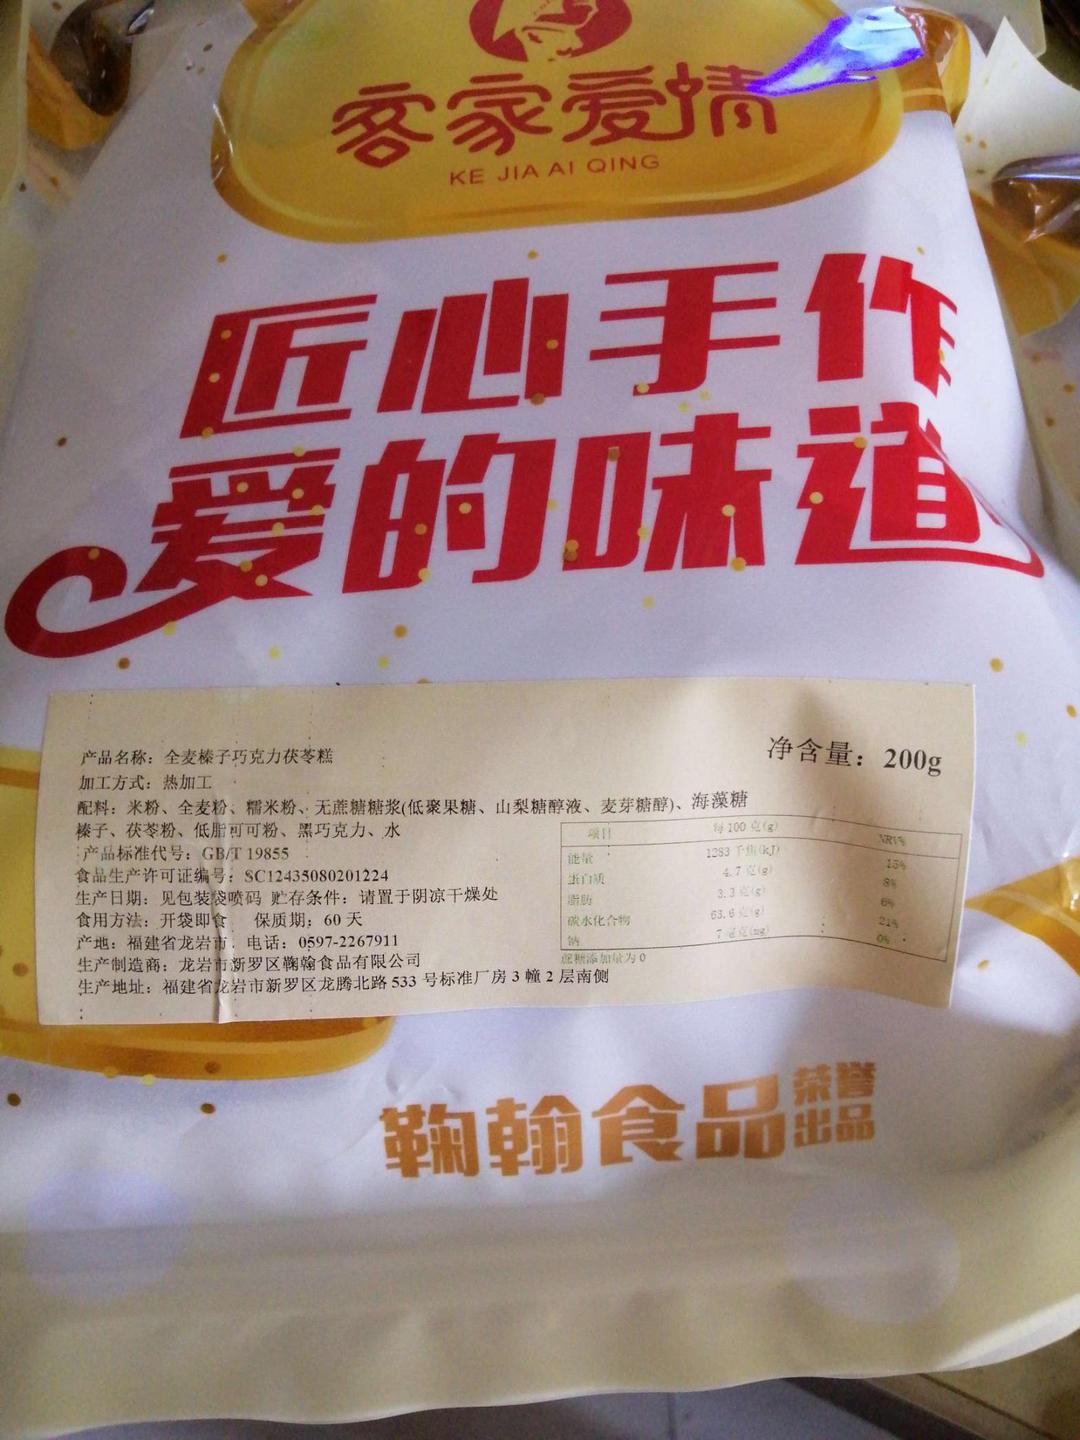 客家爱情
KE JIA AI QING
匠心手作
爱的味道
产品名称：全麦榛子巧克力茯苓糕
净含量：200g
加工方式：热加工
配料：米粉、全麦粉、糯米粉、无蔗糖糖浆(低聚果糖、山梨糖醇液、麦芽糖醇)、海藻糖
榛子、茯苓粉、低脂可可粉、黑巧克力、水
产品标准代号：GB/T 19855
食品生产许可证编号：SC12435080201224
生产日期：见包装袋喷码 贮存条件：请置于阴凉干燥处
食用方法：开袋即食 保质期：60天
产地：福建省龙岩市 电话：0597-2267911
生产制造商：龙岩市新罗区鞠翰食品有限公司
生产地址：福建省龙岩市新罗区龙腾北路533号标准厂房3幢2层南侧
项目 每100克(g) NRV%
能量 1283千焦(kJ) 15%
蛋白质 4.7克(g) 8%
脂肪 3.3克(g) 6%
碳水化合物 63.6克(g) 21%
钠 7毫克(mg) 0%
蔗糖添加量为0
鞠翰食品荣誉出品